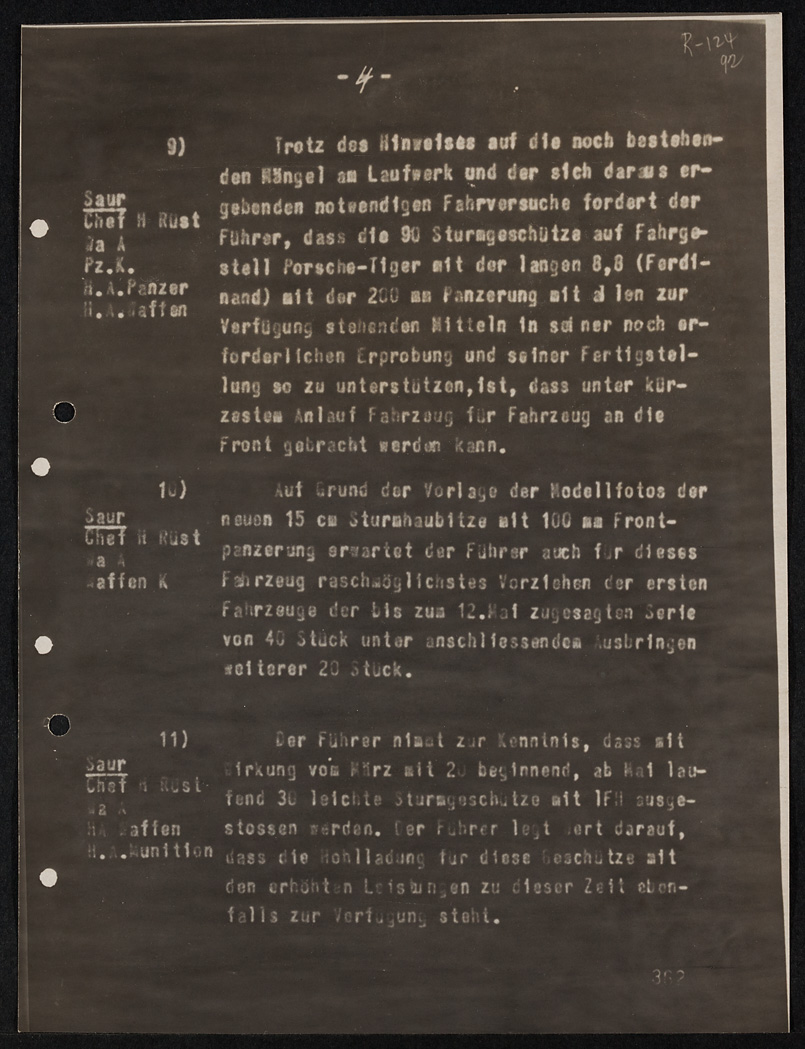 R-124
92
- 4 -
9) Trotz des Hinweises auf die noch bestehen-
den Mängel am Laufwerk und der sich daraus er-
Saur gebenden notwendigen Fahrversuche fordert der
Chef H Rüst Führer, dass die 90 Sturmgeschütze auf Fahrge-
Wa A stell Porsche-Tiger mit der langen 8,8 (Ferdi-
Pz.K. nand) mit der 200 mm Panzerung mit allen zur
H.A.Panzer Verfügung stehenden Mitteln in seiner noch er-
H.A.Waffen forderlichen Erprobung und seiner Fertigstel-
lung so zu unterstützen,ist, dass unter kür-
zestem Anlauf Fahrzeug für Fahrzeug an die
Front gebracht werden kann.
10) Auf Grund der Vorlage der Modellfotos der
Saur neuen 15 cm Sturmhaubitze mit 100 mm Front-
Chef H Rüst panzerung erwartet der Führer auch für dieses
Wa A Fahrzeug raschmöglichstes Vorziehen der ersten
Waffen K Fahrzeuge der bis zum 12.Mai zugesagten Serie
von 40 Stück unter anschliessendem Ausbringen
weiterer 20 Stück.
11) Der Führer nimmt zur Kenntnis, dass mit
Saur Wirkung vom März mit 20 beginnend, ab Mai lau-
Chef H Rüst fend 30 leichte Sturmgeschütze mit lFH ausge-
Wa A stossen werden. Der Führer legt Wert darauf,
HA Waffen dass die Hohlladung für diese Geschütze mit
H.A.Munition den erhöhten Leistungen zu dieser Zeit eben-
falls zur Verfügung steht.
362